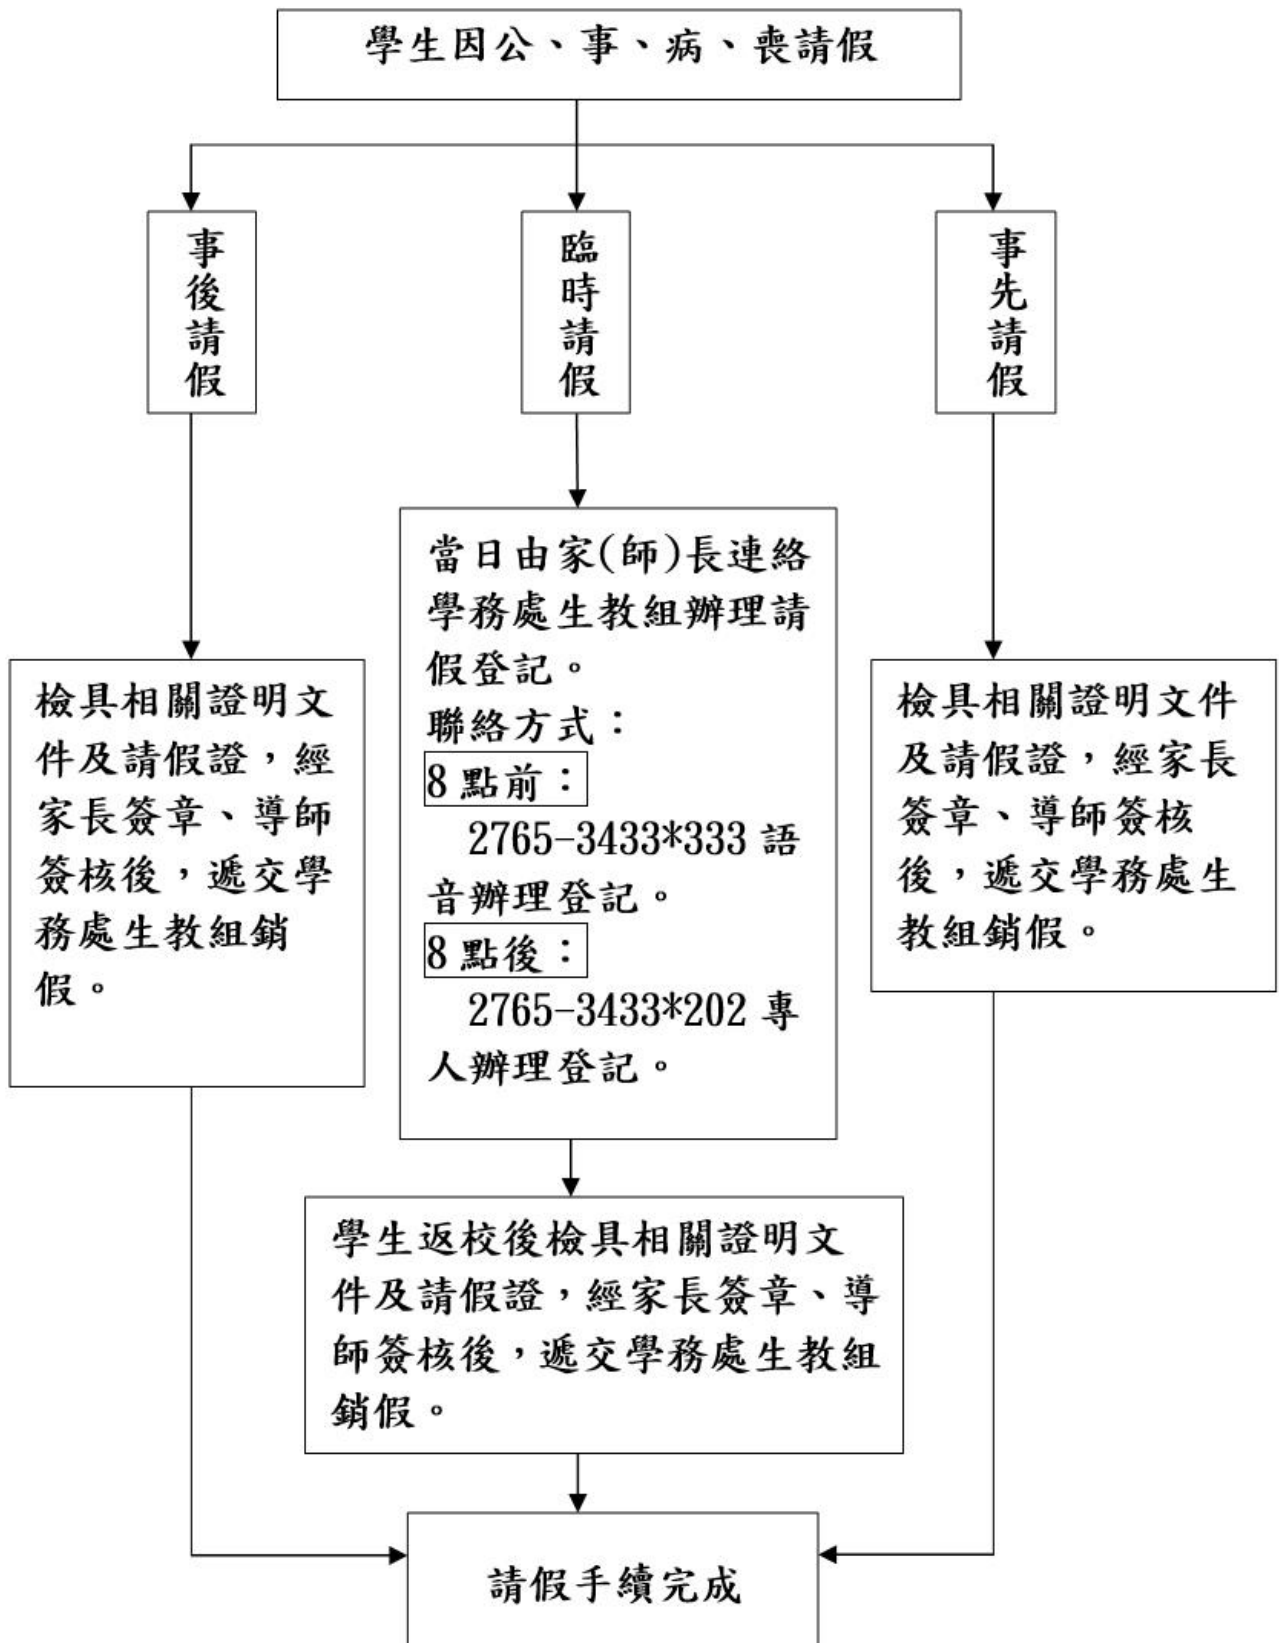 學生因公、事、病、喪請假
事後請假
臨時請假
事先請假
檢具相關證明文
件及請假證，經
家長簽章、導師
簽核後，遞交學
務處生教組銷
假。
當日由家(師)長連絡
學務處生教組辦理請
假登記。
聯絡方式：
8點前：
2765-3433*333 語
音辦理登記。
8點後：
2765-3433*202 專
人辦理登記。
檢具相關證明文件
及請假證，經家長
簽章、導師簽核
後，遞交學務處生
教組銷假。
學生返校後檢具相關證明文
件及請假證，經家長簽章、導
師簽核後，遞交學務處生教組
銷假。
請假手續完成